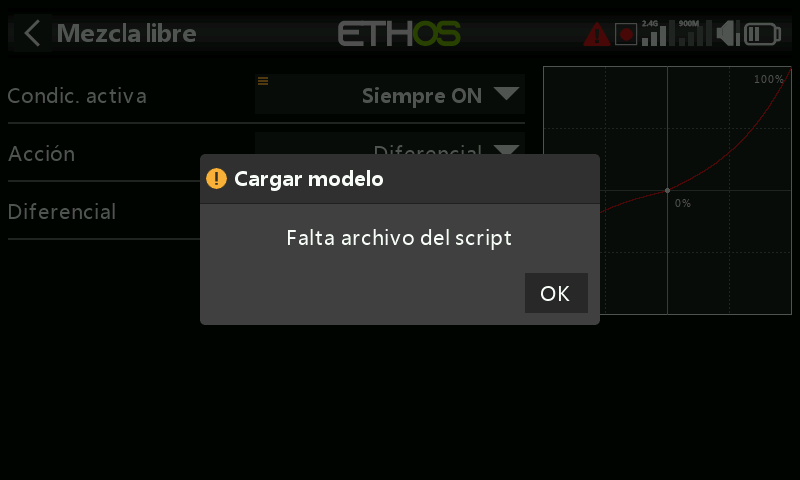 Mezcla libre
ETHOS
2.4G
900M
Condic. activa
Siempre ON
Acción
Diferencial
Diferencial
100%
0%
Cargar modelo
Falta archivo del script
OK